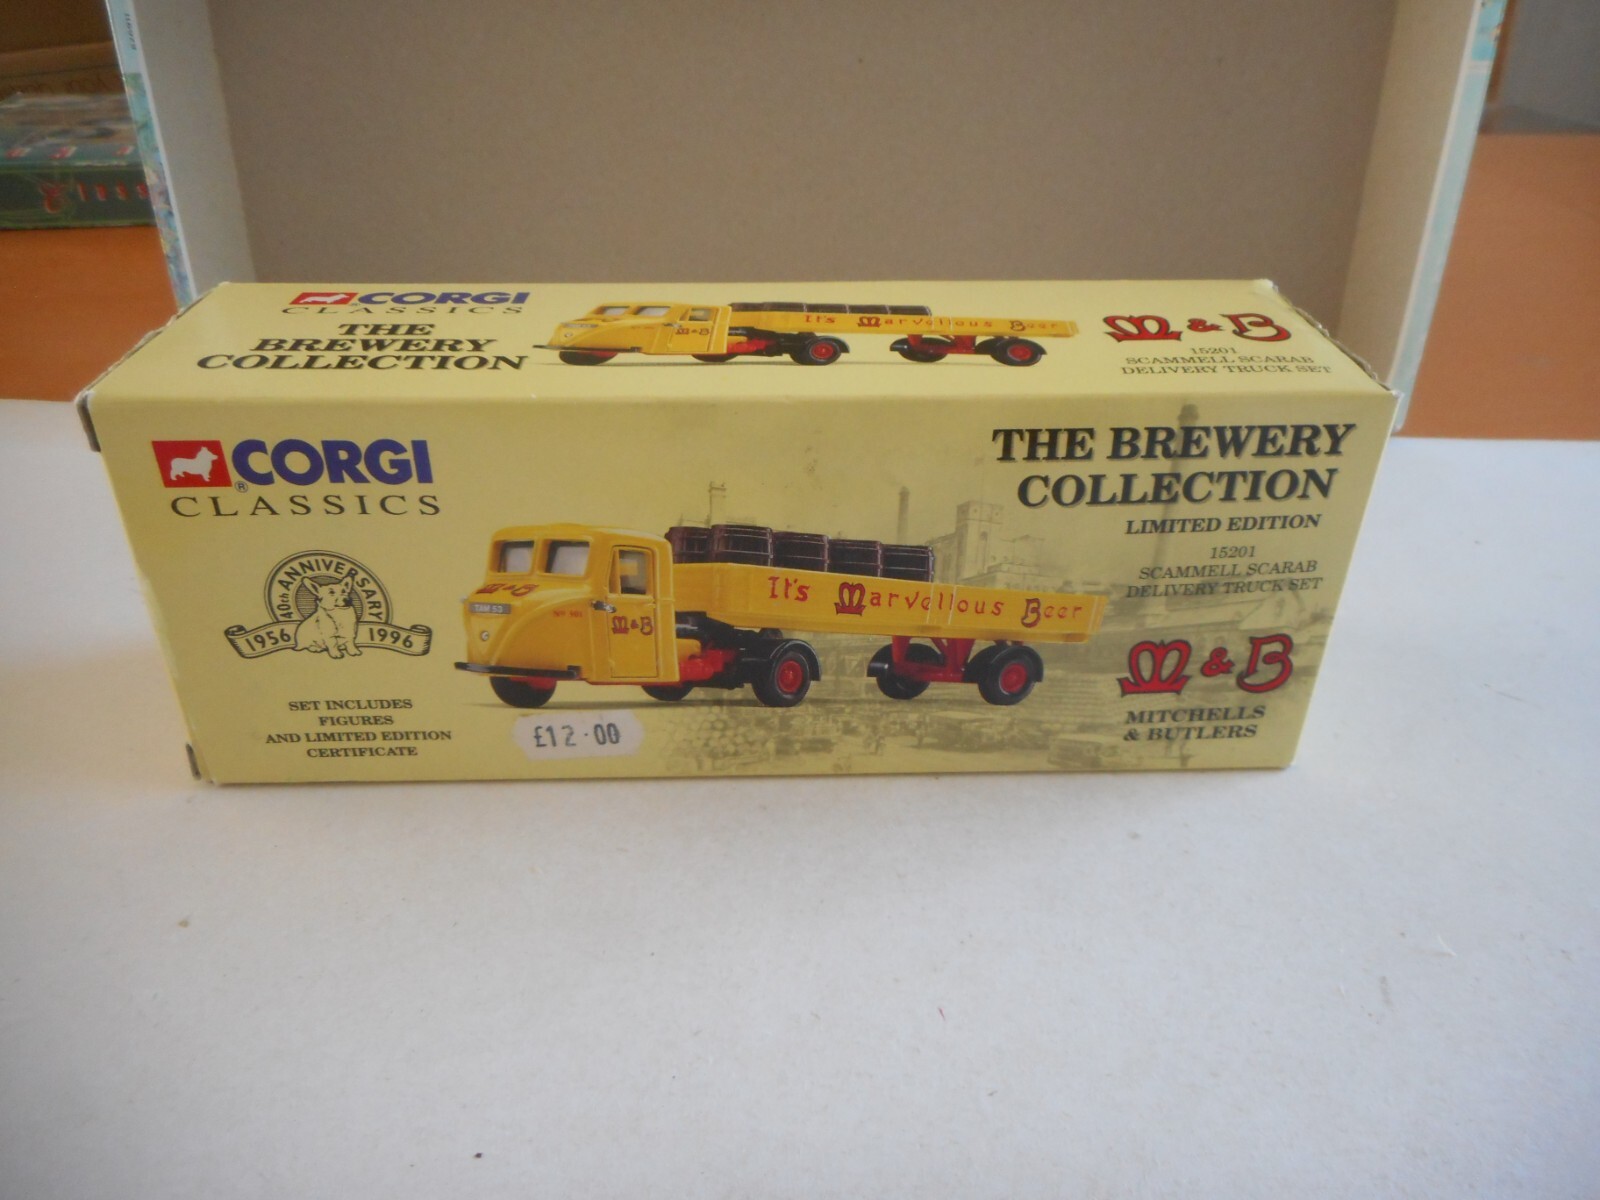 CORGI
CLASSICS
THE
BREWERY
COLLECTION
M&B
It's Marvellous Beer
M & B
15201
SCAMMELL SCARAB
DELIVERY TRUCK SET
CORGI
®
CLASSICS
40th ANNIVERSARY
1956 1996
SET INCLUDES
FIGURES
AND LIMITED EDITION
CERTIFICATE
M&B
M&B
It's Marvellous Beer
£12.00
THE BREWERY
COLLECTION
LIMITED EDITION
15201
SCAMMELL SCARAB
DELIVERY TRUCK SET
M & B
MITCHELLS
& BUTLERS